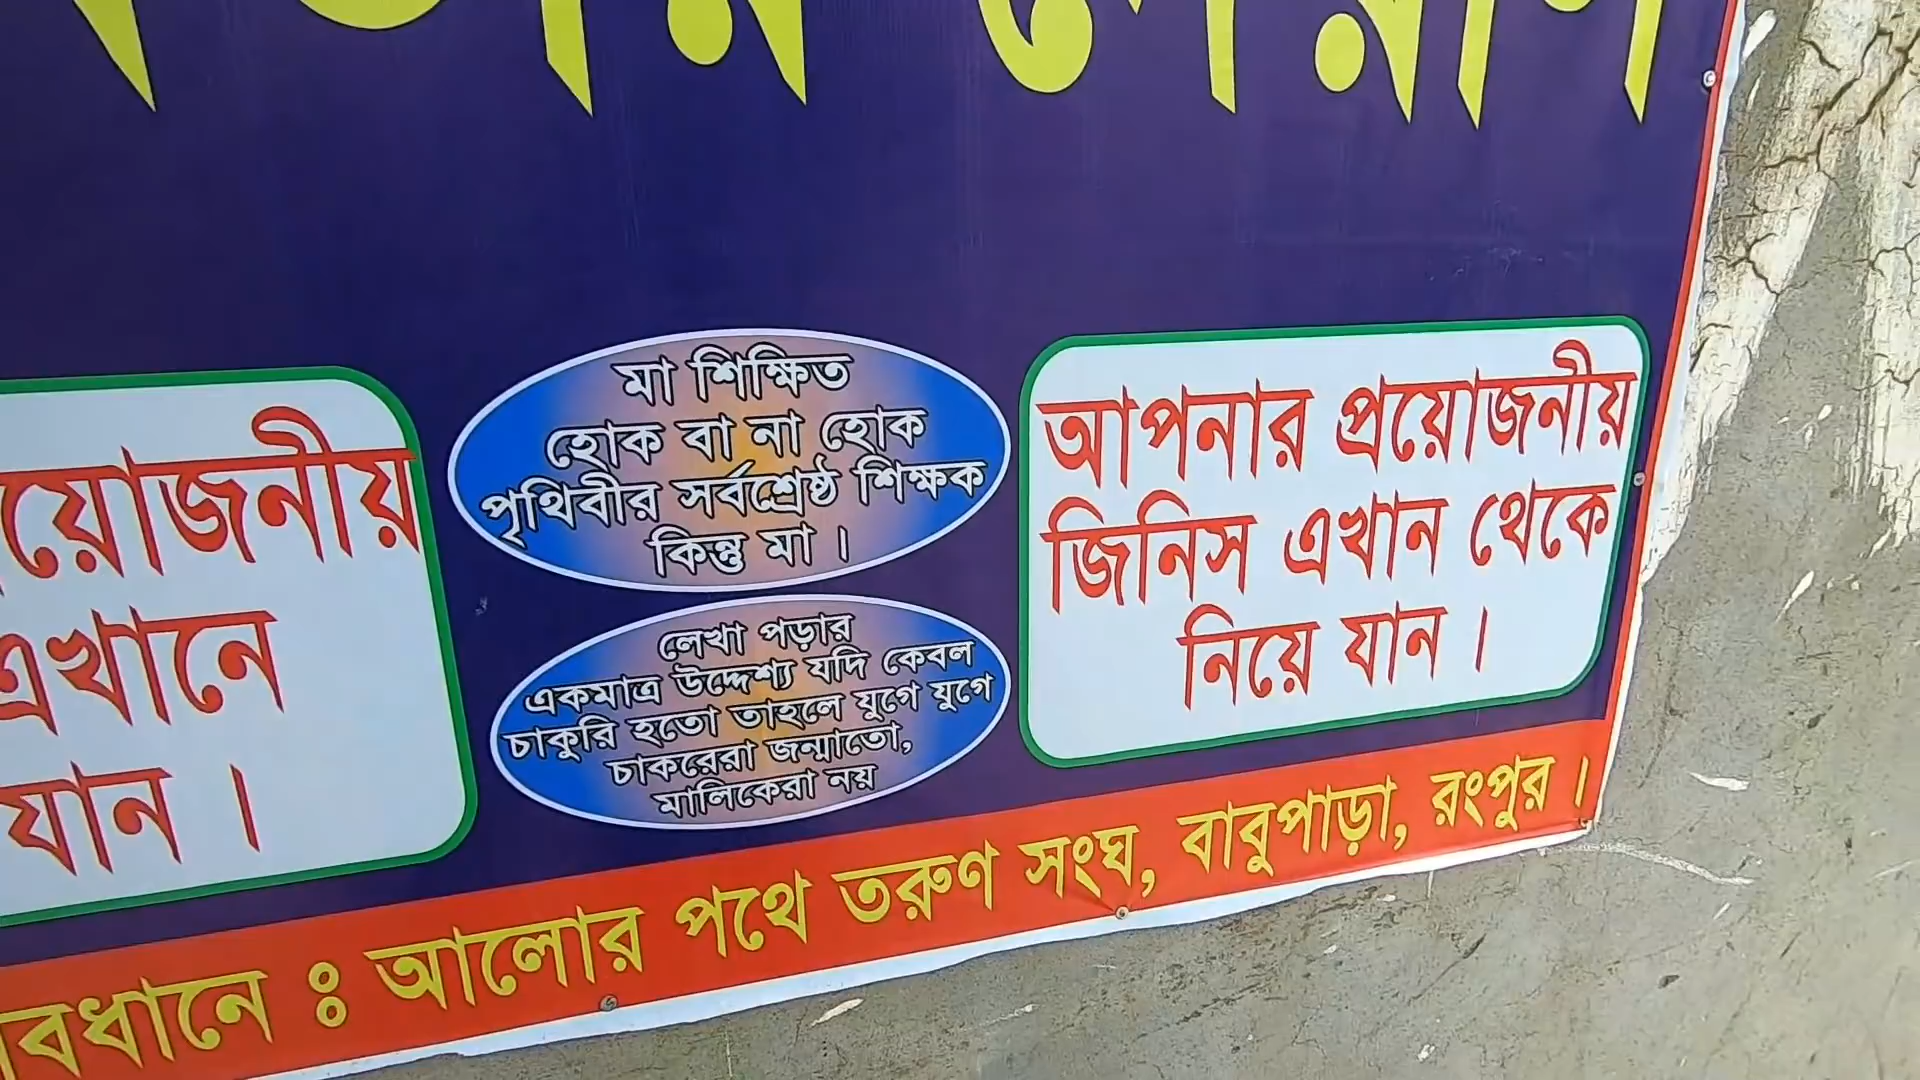 য়োজনীয়
এখানে
যান ।
মা শিক্ষিত
হোক বা না হোক
পৃথিবীর সর্বশ্রেষ্ঠ শিক্ষক
কিন্তু মা ।
লেখা পড়ার
একমাত্র উদ্দেশ্য যদি কেবল
চাকুরি হতো তাহলে যুগে যুগে
চাকরেরা জন্মাতো,
মালিকেরা নয়
আপনার প্রয়োজনীয়
জিনিস এখান থেকে
নিয়ে যান ।
বধানে ঃ আলোর পথে তরুণ সংঘ, বাবুপাড়া, রংপুর ।